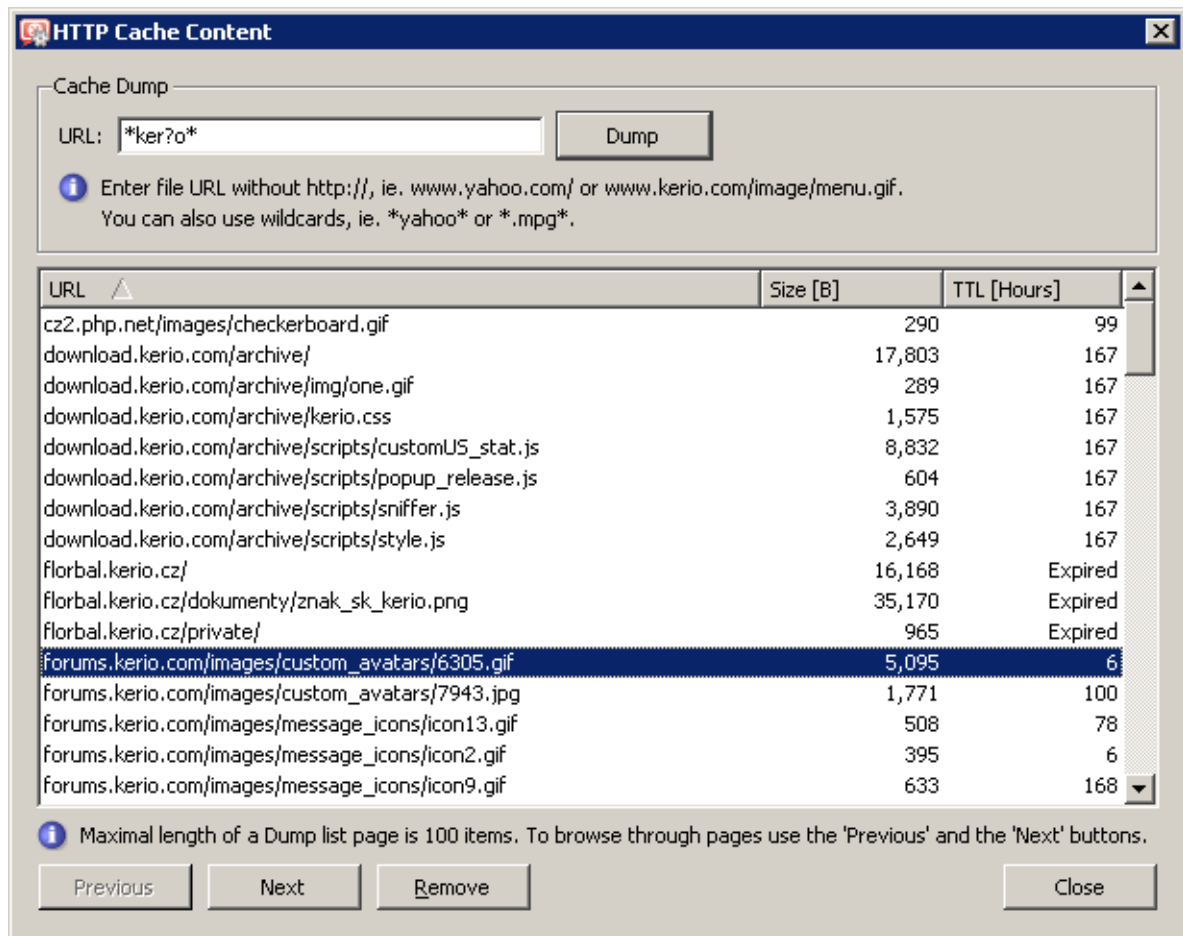 HTTP Cache Content
Cache Dump
URL: *ker?o* Dump
Enter file URL without http://, ie. www.yahoo.com/ or www.kerio.com/image/menu.gif.
You can also use wildcards, ie. *yahoo* or *.mpg*.
URL Size [B] TTL [Hours]
cz2.php.net/images/checkerboard.gif 290 99
download.kerio.com/archive/ 17,803 167
download.kerio.com/archive/img/one.gif 289 167
download.kerio.com/archive/kerio.css 1,575 167
download.kerio.com/archive/scripts/customUS_stat.js 8,832 167
download.kerio.com/archive/scripts/popup_release.js 604 167
download.kerio.com/archive/scripts/sniffer.js 3,890 167
download.kerio.com/archive/scripts/style.js 2,649 167
florbal.kerio.cz/ 16,168 Expired
florbal.kerio.cz/dokumenty/znak_sk_kerio.png 35,170 Expired
florbal.kerio.cz/private/ 965 Expired
forums.kerio.com/images/custom_avatars/6305.gif 5,095 6
forums.kerio.com/images/custom_avatars/7943.jpg 1,771 100
forums.kerio.com/images/message_icons/icon13.gif 508 78
forums.kerio.com/images/message_icons/icon2.gif 395 6
forums.kerio.com/images/message_icons/icon9.gif 633 168
Maximal length of a Dump list page is 100 items. To browse through pages use the 'Previous' and the 'Next' buttons.
Previous Next Remove Close